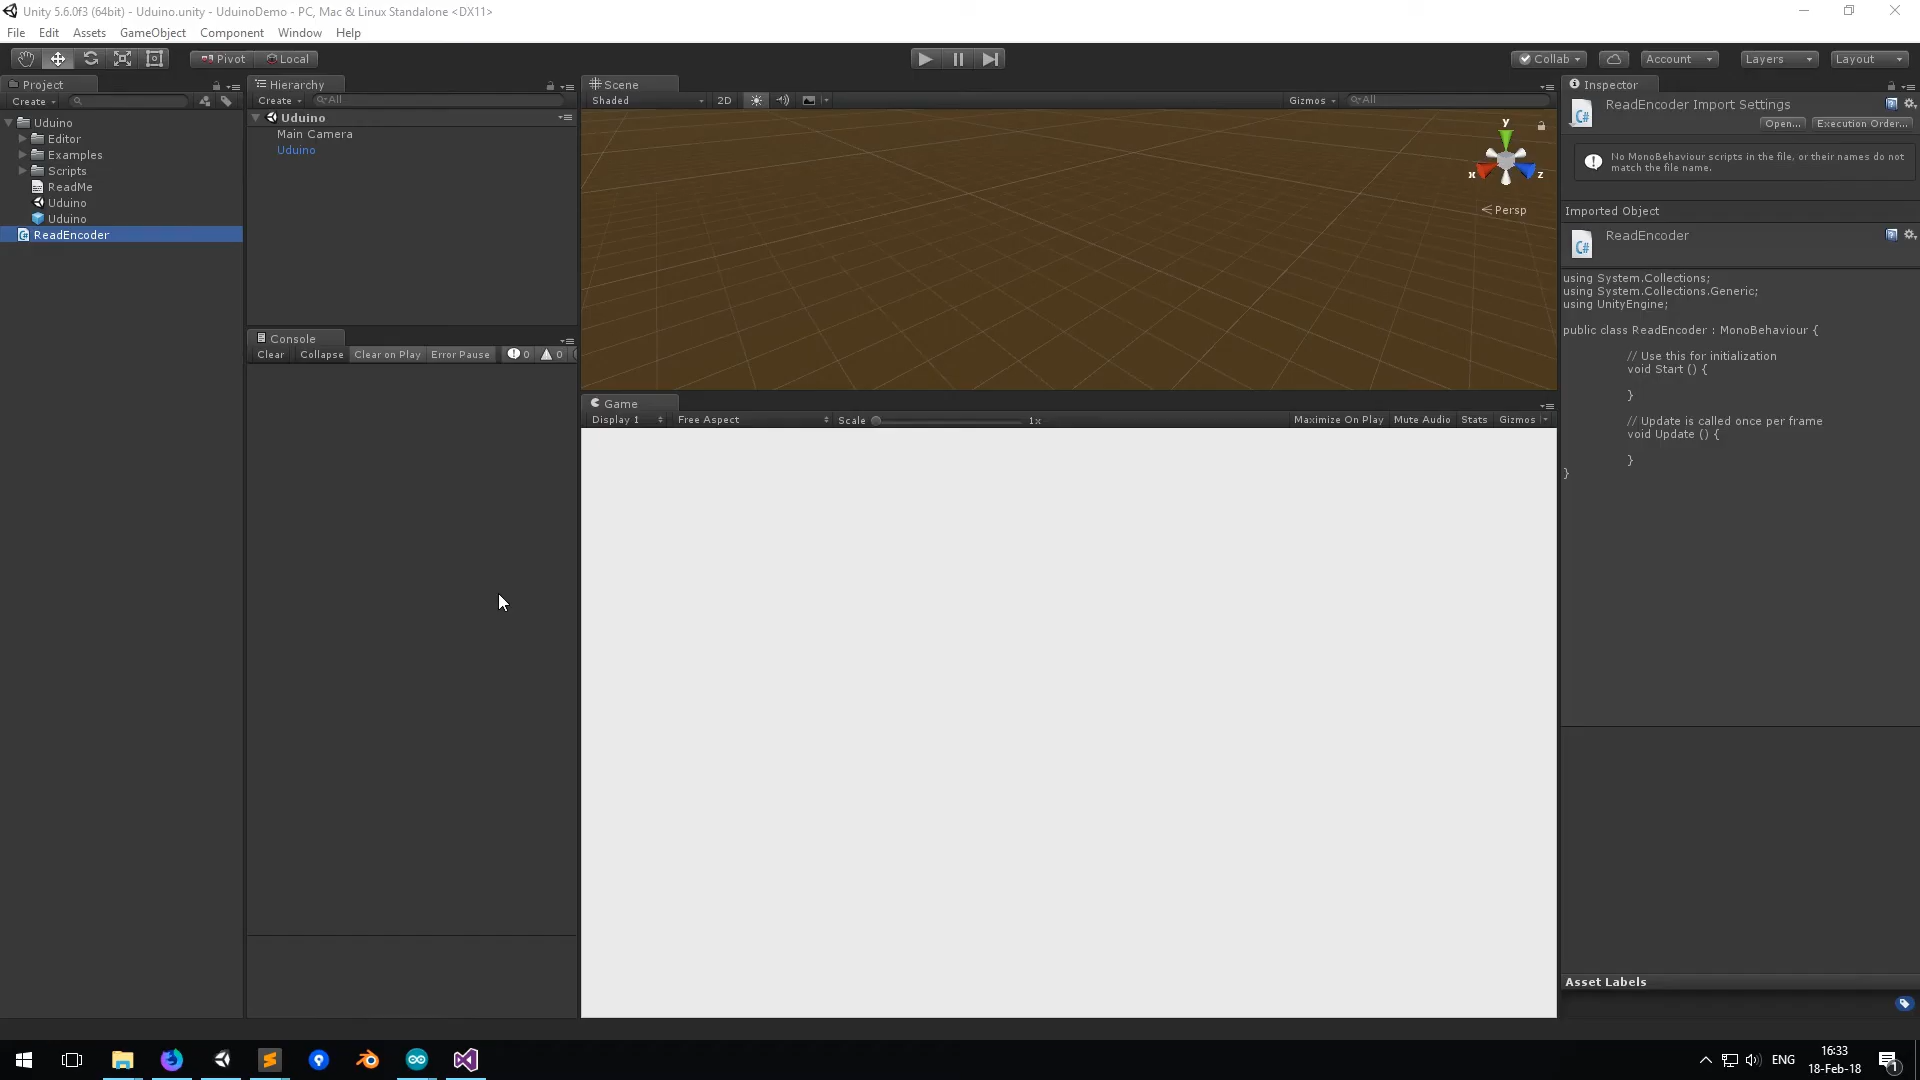 Unity 5.6.0f3 (64bit) - Uduino.unity - UduinoDemo - PC, Mac & Linux Standalone <DX11>
File Edit Assets GameObject Component Window Help
Pivot Local
Collab Account Layers Layout
Project
Create
Uduino
Editor
Examples
Scripts
ReadMe
Uduino
Uduino
ReadEncoder
Hierarchy
Create All
Uduino
Main Camera
Uduino
Console
Clear Collapse Clear on Play Error Pause 0 0
Scene
Shaded 2D Gizmos All
y
x z
Persp
Game
Display 1 Free Aspect Scale 1x Maximize On Play Mute Audio Stats Gizmos
Inspector
ReadEncoder Import Settings
Open... Execution Order...
No MonoBehaviour scripts in the file, or their names do not
match the file name.
Imported Object
ReadEncoder
C#
C#
using System.Collections;
using System.Collections.Generic;
using UnityEngine;
public class ReadEncoder : MonoBehaviour {
// Use this for initialization
void Start () {
}
// Update is called once per frame
void Update () {
}
}
Asset Labels
ENG
16:33
18-Feb-18
1